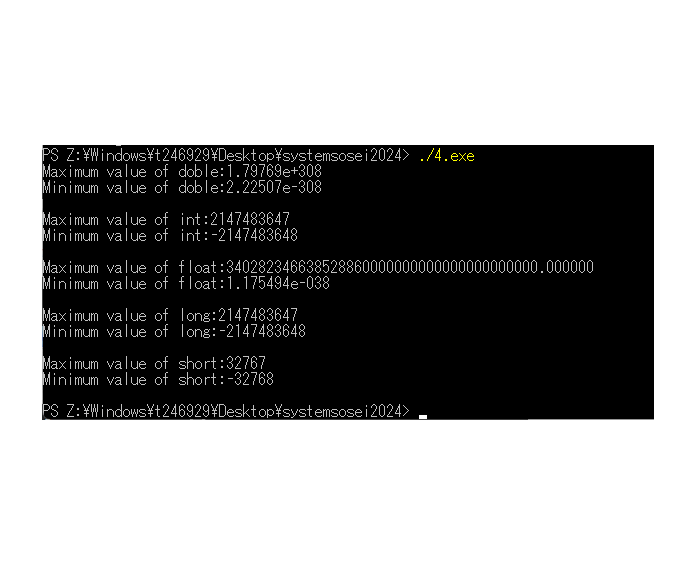 PS Z:¥Windows¥t246929¥Desktop¥systemsosei2024> ./4.exe
Maximum value of doble:1.79769e+308
Minimum value of doble:2.22507e-308
Maximum value of int:2147483647
Minimum value of int:-2147483648
Maximum value of float:340282346638528860000000000000000000000.000000
Minimum value of float:1.175494e-038
Maximum value of long:2147483647
Minimum value of long:-2147483648
Maximum value of short:32767
Minimum value of short:-32768
PS Z:¥Windows¥t246929¥Desktop¥systemsosei2024>